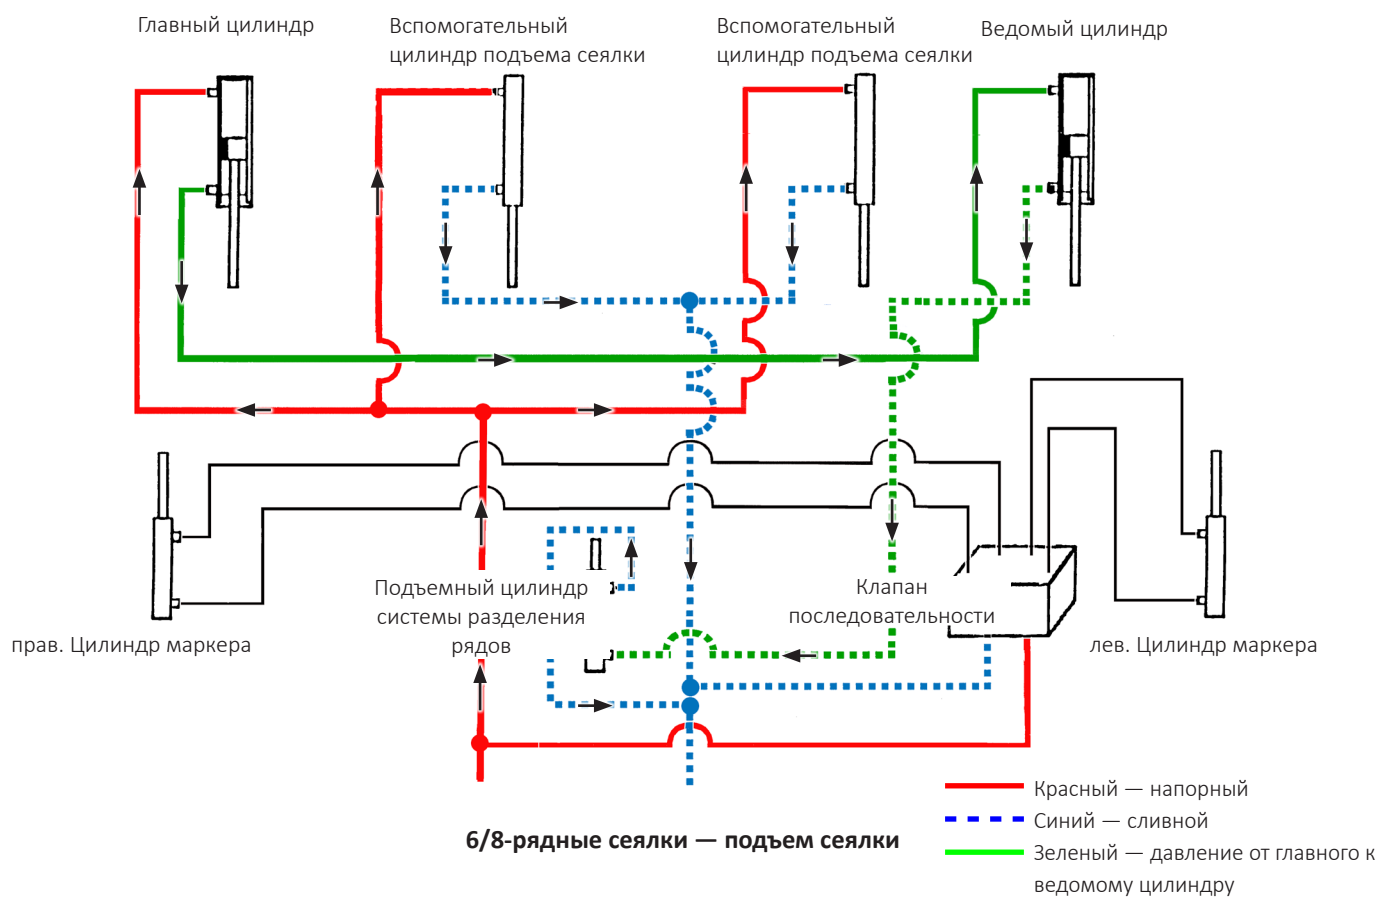 Главный цилиндр
Вспомогательный
цилиндр подъема сеялки
Вспомогательный
цилиндр подъема сеялки
Ведомый цилиндр
Подъемный цилиндр
системы разделения
рядов
Клапан
последовательности
прав. Цилиндр маркера
лев. Цилиндр маркера
Красный — напорный
Синий — сливной
Зеленый — давление от главного к
ведомому цилиндру
6/8-рядные сеялки — подъем сеялки